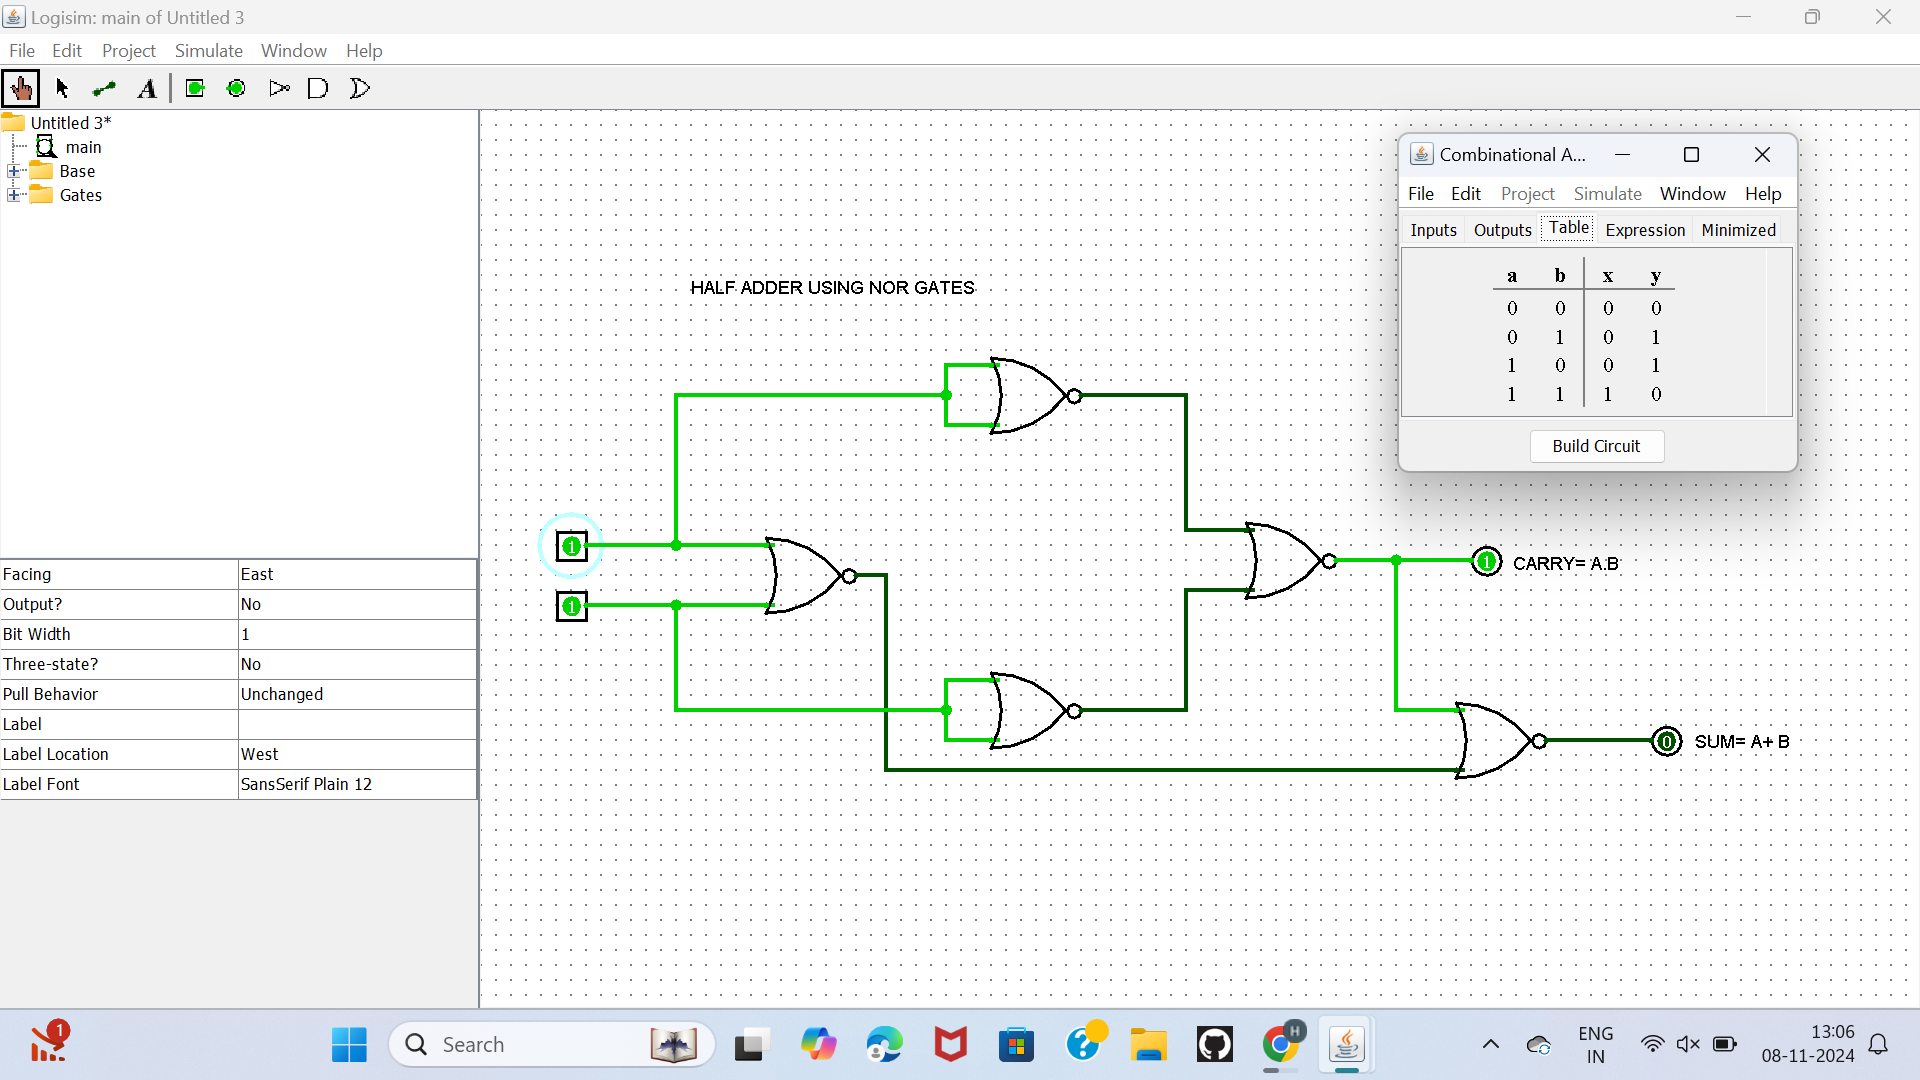 Logisim: main of Untitled 3
File Edit Project Simulate Window Help
A
Untitled 3*
main
Base
Gates
Facing East
Output? No
Bit Width 1
Three-state? No
Pull Behavior Unchanged
Label
Label Location West
Label Font SansSerif Plain 12
HALF ADDER USING NOR GATES
1
1
1 CARRY= A.B
0 SUM= A+ B
Combinational A...
File Edit Project Simulate Window Help
Inputs Outputs Table Expression Minimized
a b x y
0 0 0 0
0 1 0 1
1 0 0 1
1 1 1 0
Build Circuit
1
Search
H
ENG
IN
13:06
08-11-2024